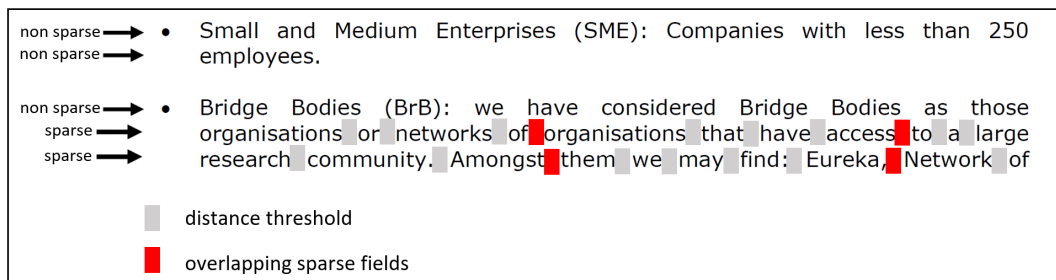 non sparse • Small and Medium Enterprises (SME): Companies with less than 250
non sparse employees.
non sparse • Bridge Bodies (BrB): we have considered Bridge Bodies as those
sparse organisations or networks of organisations that have access to a large
sparse research community. Amongst them we may find: Eureka, Network of
distance threshold
overlapping sparse fields